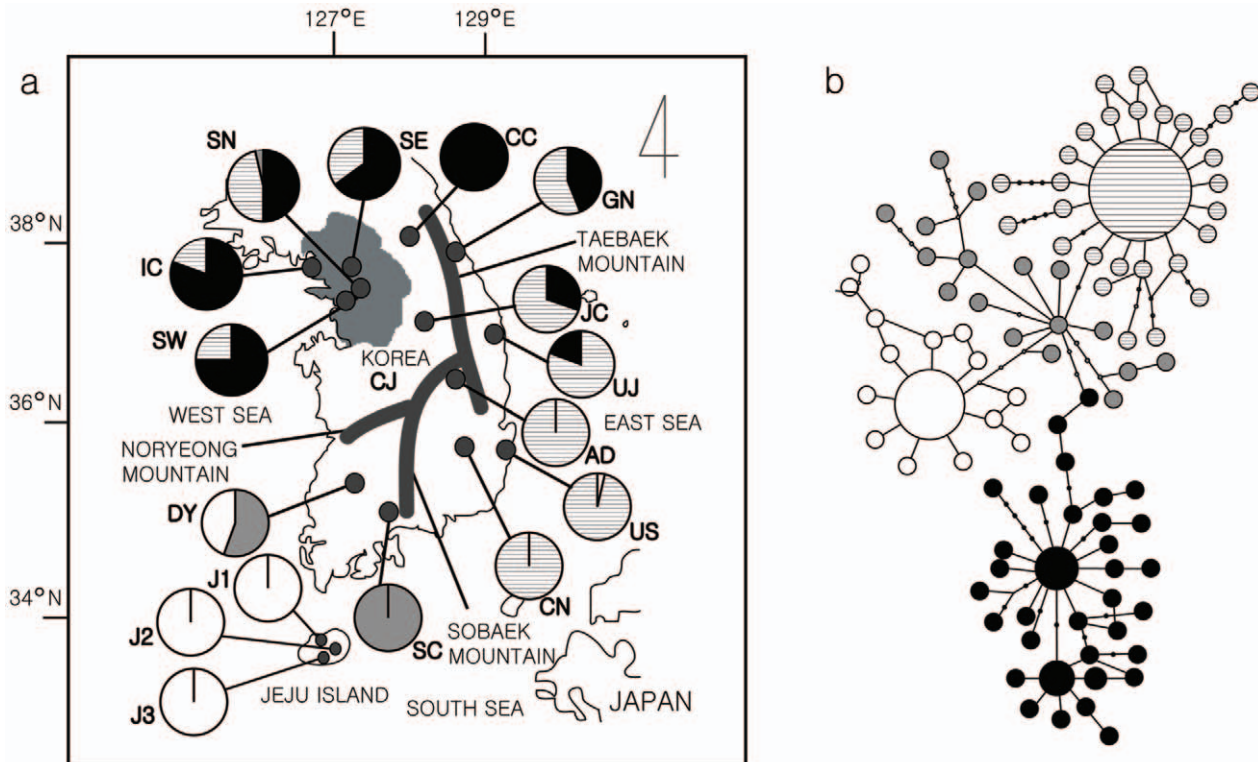 127°E 129°E
a
b
SN
SE
CC
GN
38°N
TAEBAEK
MOUNTAIN
IC
JC
SW
KOREA
CJ
UJ
WEST SEA
36°N
EAST SEA
NORYEONG
MOUNTAIN
AD
DY
US
J1
CN
34°N
J2
SC
SOBAEK
MOUNTAIN
JEJU ISLAND
J3
SOUTH SEA
JAPAN